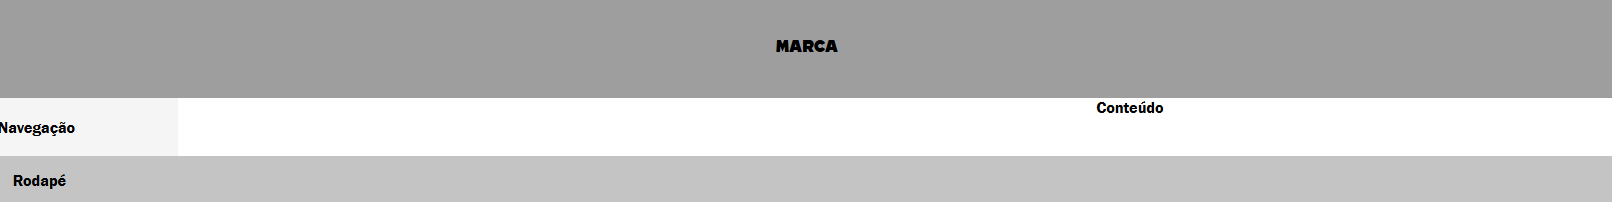 MARCA
Conteúdo
Navegação
Rodapé